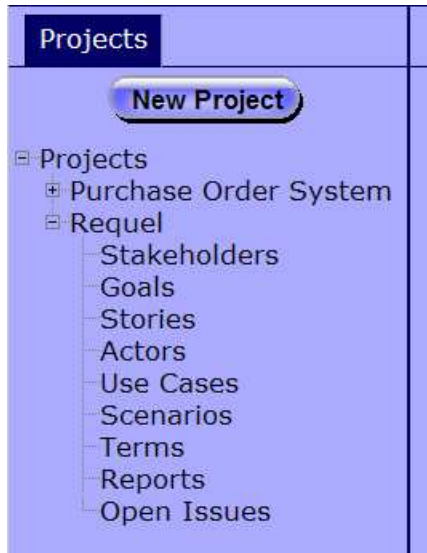 Projects
New Project
Projects
Purchase Order System
Requel
Stakeholders
Goals
Stories
Actors
Use Cases
Scenarios
Terms
Reports
Open Issues